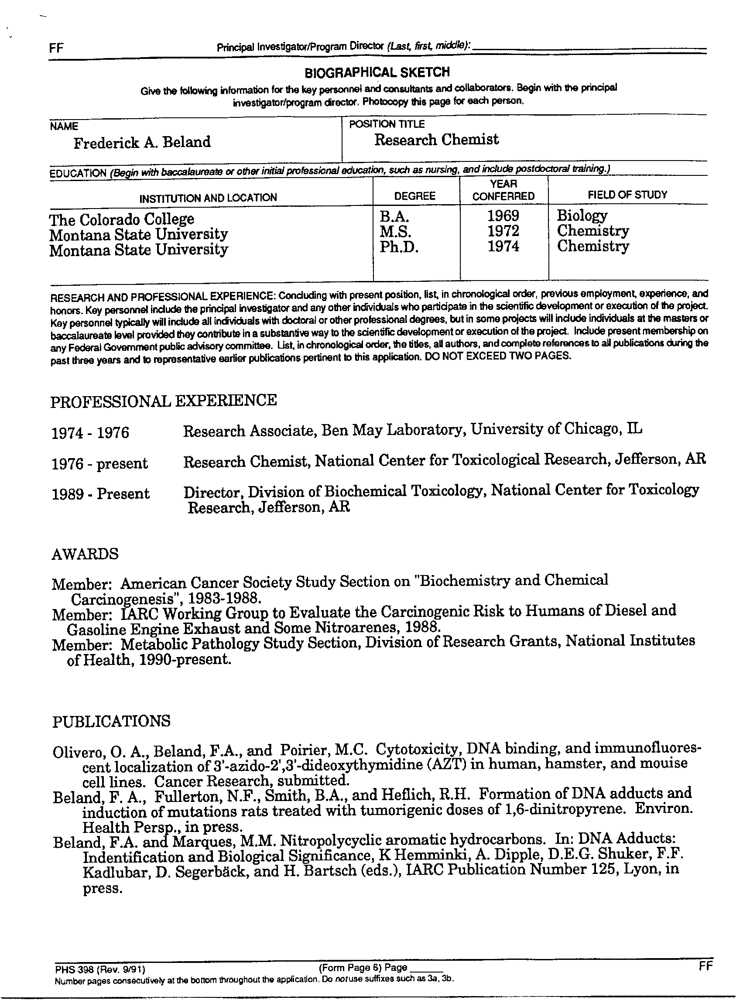 FF
Principal Investigator/Program Director (Last, first, middle):
BIOGRAPHICAL SKETCH
Give the following information for the key personnel and consultants and collaborators. Begin with the principal
investigator/program director. Photocopy this page for each person.
NAME
Frederick A. Beland
POSITION TITLE
Research Chemist
EDUCATION (Begin with baccalaureate or other initial professional education, such as nursing, and include postdoctoral training.)
INSTITUTION AND LOCATION DEGREE YEAR CONFERRED FIELD OF STUDY
The Colorado College B.A. 1969 Biology
Montana State University M.S. 1972 Chemistry
Montana State University Ph.D. 1974 Chemistry
RESEARCH AND PROFESSIONAL EXPERIENCE: Concluding with present position, list, in chronological order, previous employment, experience, and
honors. Key personnel include the principal investigator and any other individuals who participate in the scientific development or execution of the project.
Key personnel typically will include all individuals with doctoral or other professional degrees, but in some projects will include individuals at the masters or
baccalaureate level provided they contribute in a substantive way to the scientific development or execution of the project. Include present membership on
any Federal Government public advisory committee. List, in chronological order, the titles, all authors, and complete references to all publications during the
past three years and to representative earlier publications pertinent to this application. DO NOT EXCEED TWO PAGES.
PROFESSIONAL EXPERIENCE
1974 - 1976 Research Associate, Ben May Laboratory, University of Chicago, IL
1976 - present Research Chemist, National Center for Toxicological Research, Jefferson, AR
1989 - Present Director, Division of Biochemical Toxicology, National Center for Toxicology
Research, Jefferson, AR
AWARDS
Member: American Cancer Society Study Section on "Biochemistry and Chemical
Carcinogenesis", 1983-1988.
Member: IARC Working Group to Evaluate the Carcinogenic Risk to Humans of Diesel and
Gasoline Engine Exhaust and Some Nitroarenes, 1988.
Member: Metabolic Pathology Study Section, Division of Research Grants, National Institutes
of Health, 1990-present.
PUBLICATIONS
Olivero, O. A., Beland, F.A., and Poirier, M.C. Cytotoxicity, DNA binding, and immunofluores-
cent localization of 3'-azido-2',3'-dideoxythymidine (AZT) in human, hamster, and mouise
cell lines. Cancer Research, submitted.
Beland, F. A., Fullerton, N.F., Smith, B.A., and Heflich, R.H. Formation of DNA adducts and
induction of mutations rats treated with tumorigenic doses of 1,6-dinitropyrene. Environ.
Health Persp., in press.
Beland, F.A. and Marques, M.M. Nitropolycyclic aromatic hydrocarbons. In: DNA Adducts:
Indentification and Biological Significance, K Hemminki, A. Dipple, D.E.G. Shuker, F.F.
Kadlubar, D. Segerbäck, and H. Bartsch (eds.), IARC Publication Number 125, Lyon, in
press.
PHS 398 (Rev. 9/91) (Form Page 6) Page FF
Number pages consecutively at the bottom throughout the application. Do not use suffixes such as 3a, 3b.